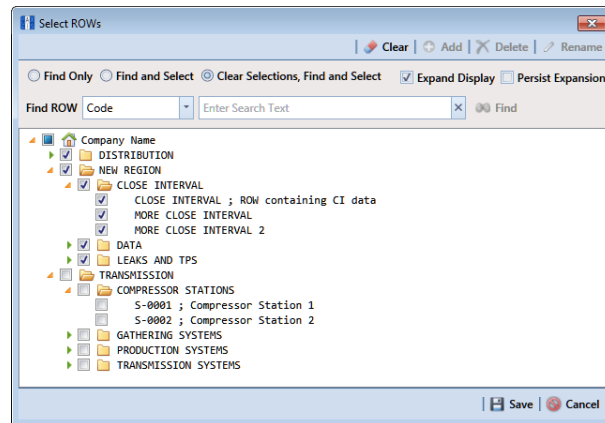 Select ROWs
Clear Add Delete Rename
Find Only Find and Select Clear Selections, Find and Select Expand Display Persist Expansion
Find ROW Code Enter Search Text Find
Company Name
DISTRIBUTION
NEW REGION
CLOSE INTERVAL
CLOSE INTERVAL ; ROW containing CI data
MORE CLOSE INTERVAL
MORE CLOSE INTERVAL 2
DATA
LEAKS AND TPS
TRANSMISSION
COMPRESSOR STATIONS
S-0001 ; Compressor Station 1
S-0002 ; Compressor Station 2
GATHERING SYSTEMS
PRODUCTION SYSTEMS
TRANSMISSION SYSTEMS
Save Cancel